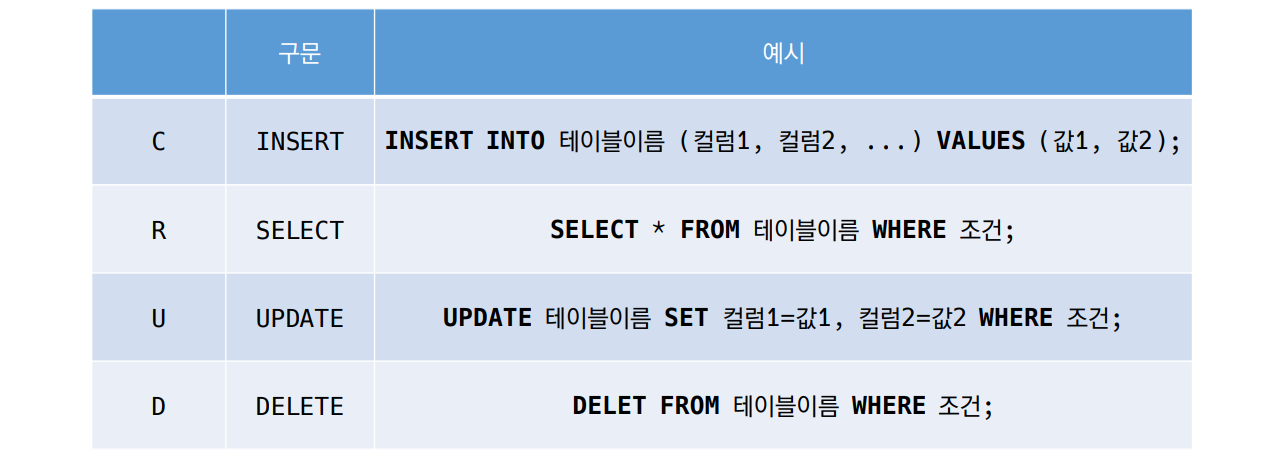 구문 예시
C INSERT INSERT INTO 테이블이름 (컬럼1, 컬럼2, ...) VALUES (값1, 값2);
R SELECT SELECT * FROM 테이블이름 WHERE 조건;
U UPDATE UPDATE 테이블이름 SET 컬럼1=값1, 컬럼2=값2 WHERE 조건;
D DELETE DELET FROM 테이블이름 WHERE 조건;